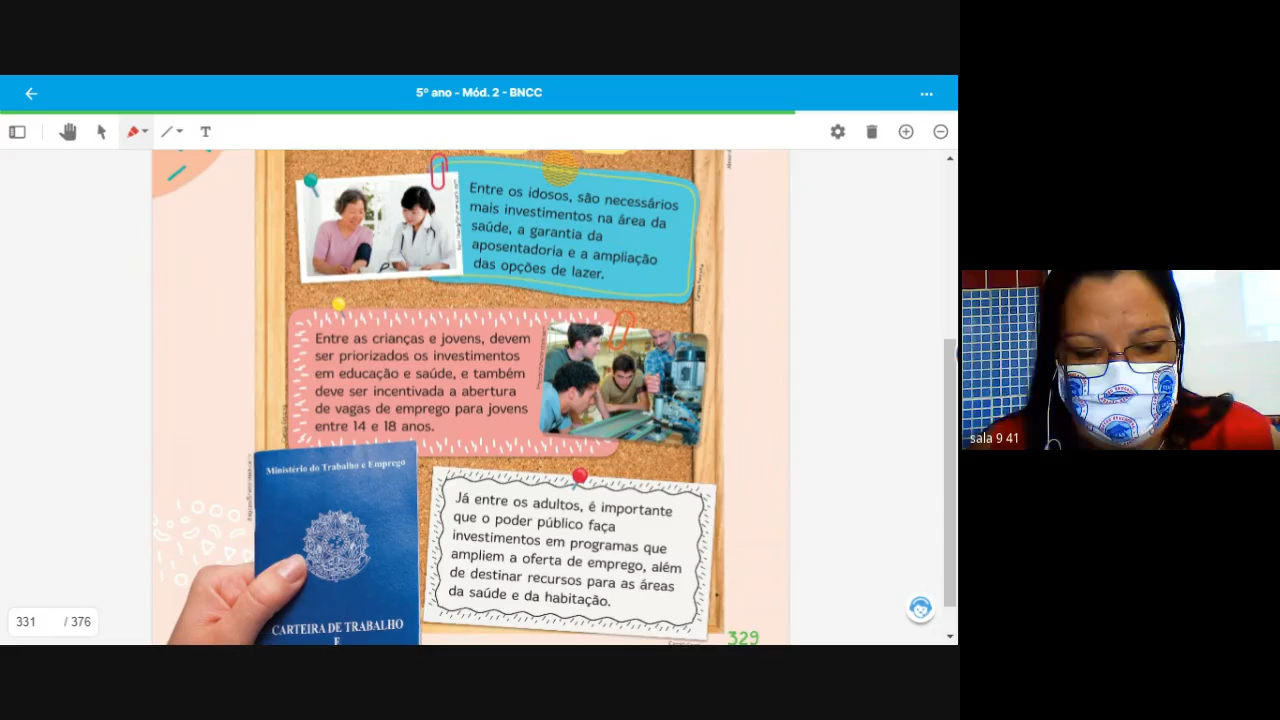 5º ano - Mód. 2 - BNCC
T
Entre os idosos, são necessários
mais investimentos na área da
saúde, a garantia da
aposentadoria e a ampliação
das opções de lazer.
Entre as crianças e jovens, devem
ser priorizados os investimentos
em educação e saúde, e também
deve ser incentivada a abertura
de vagas de emprego para jovens
entre 14 e 18 anos.
Ministério do Trabalho e Emprego
CARTEIRA DE TRABALHO
E
Já entre os adultos, é importante
que o poder público faça
investimentos em programas que
ampliem a oferta de emprego, além
de destinar recursos para as áreas
da saúde e da habitação.
329
331 / 376
sala 9 41